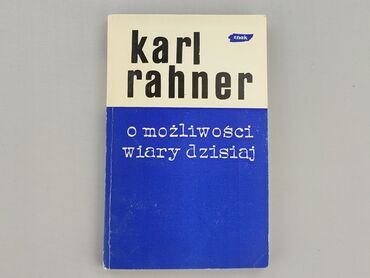 karl
znak
rahner
o możliwości
wiary dzisiaj